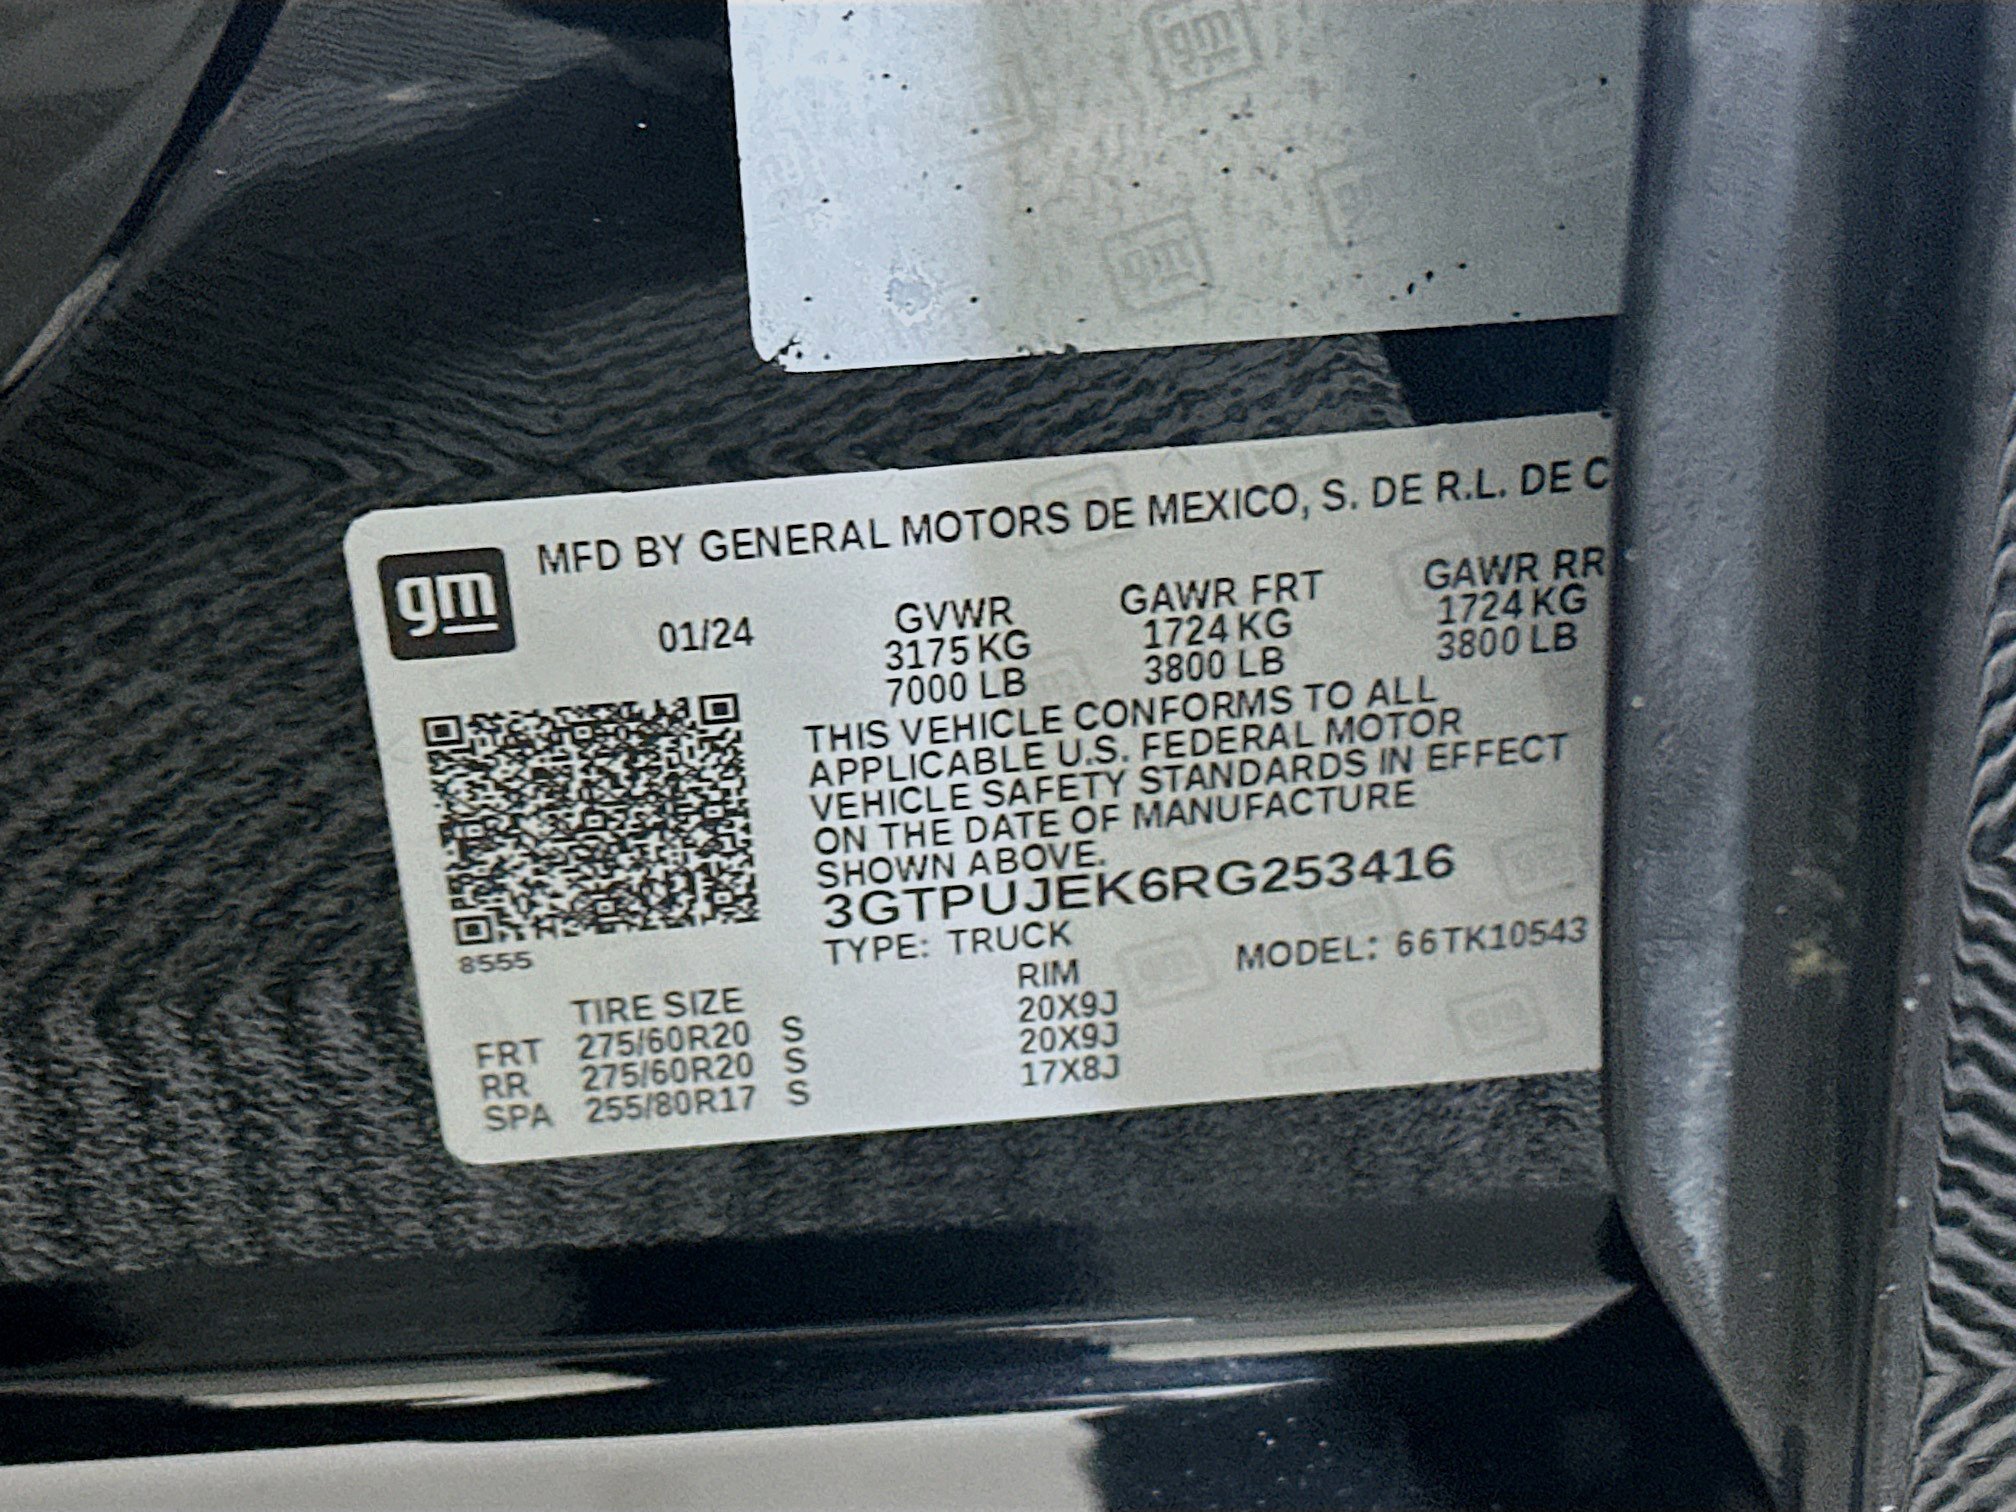 gm
MFD BY GENERAL MOTORS DE MEXICO, S. DE R.L. DE C
01/24
GVWR GAWR FRT GAWR RR
3175 KG 1724 KG 1724 KG
7000 LB 3800 LB 3800 LB
THIS VEHICLE CONFORMS TO ALL
APPLICABLE U.S. FEDERAL MOTOR
VEHICLE SAFETY STANDARDS IN EFFECT
ON THE DATE OF MANUFACTURE
SHOWN ABOVE.
3GTPUJEK6RG253416
TYPE: TRUCK MODEL: 66TK10543
8555
TIRE SIZE RIM
FRT 275/60R20 S 20X9J
RR 275/60R20 S 20X9J
SPA 255/80R17 S 17X8J